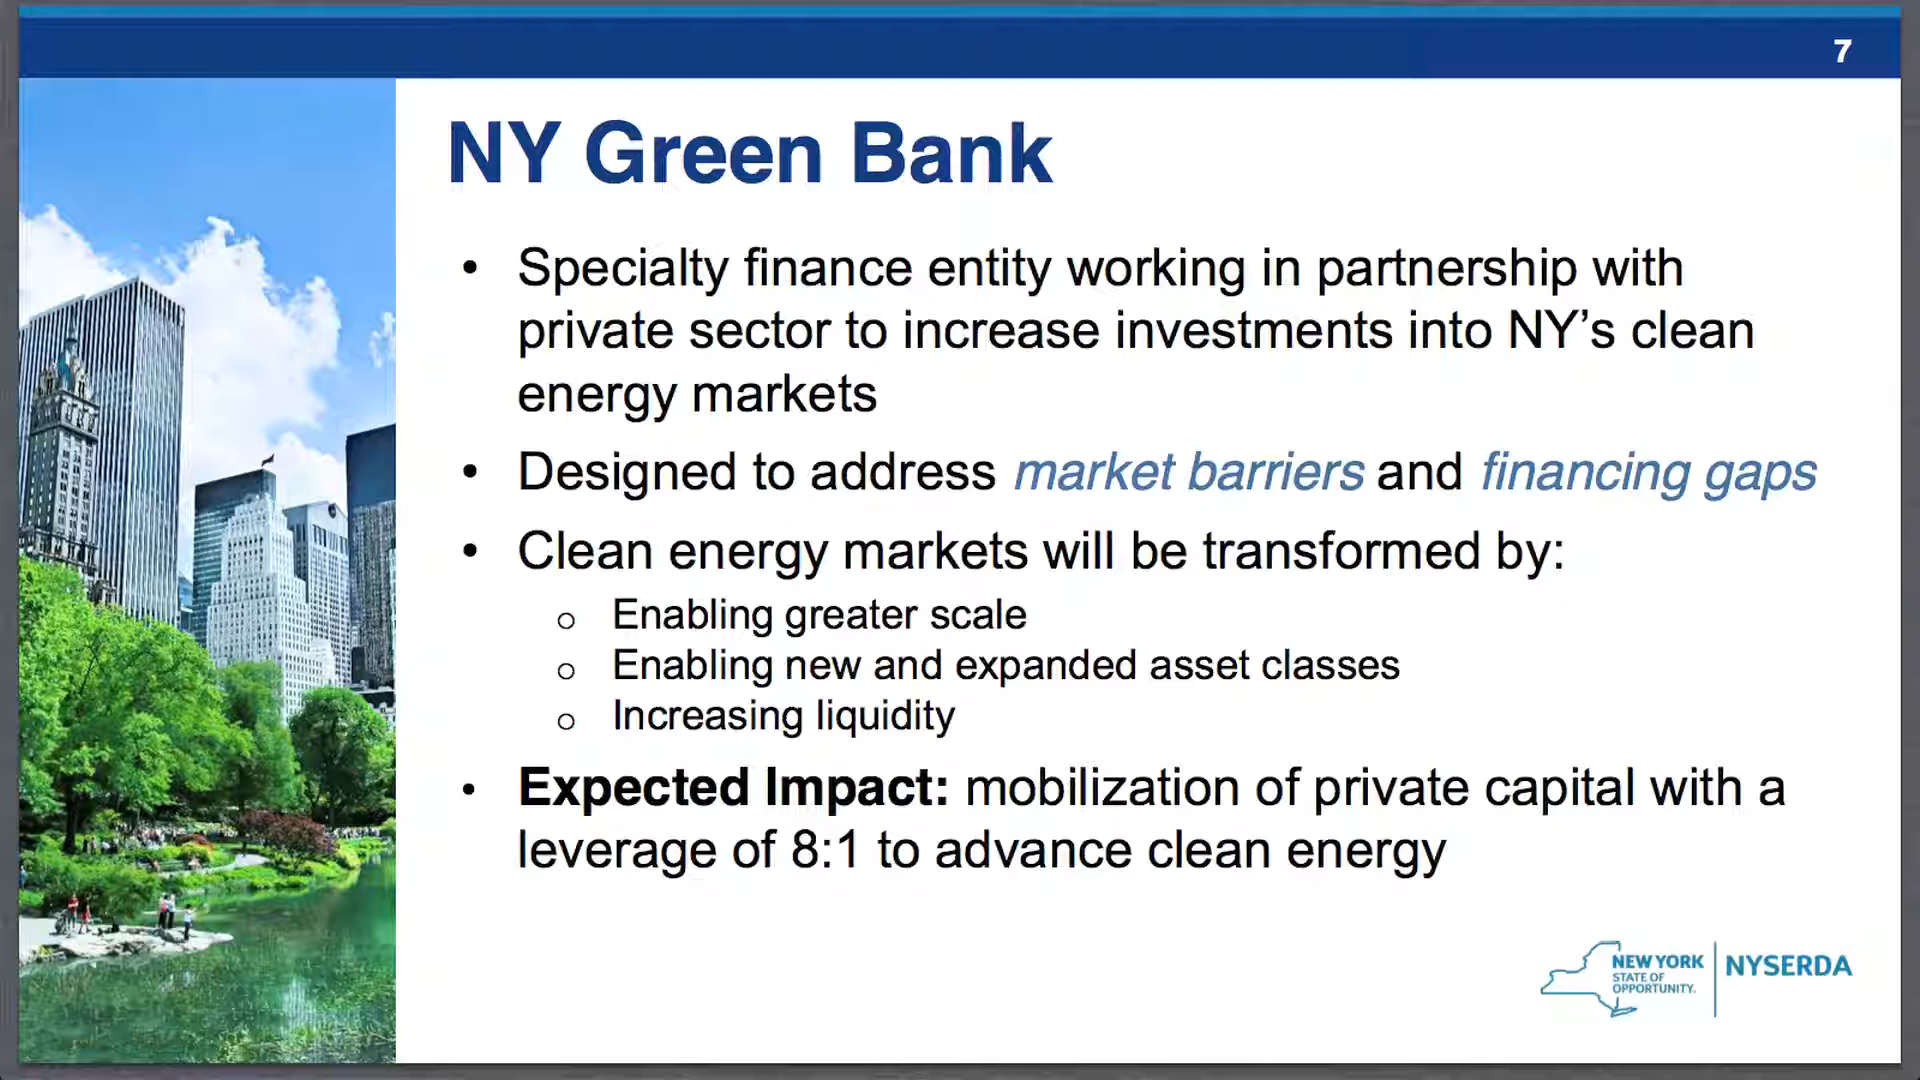 7
NY Green Bank
• Specialty finance entity working in partnership with
private sector to increase investments into NY’s clean
energy markets
• Designed to address market barriers and financing gaps
• Clean energy markets will be transformed by:
o Enabling greater scale
o Enabling new and expanded asset classes
o Increasing liquidity
• Expected Impact: mobilization of private capital with a
leverage of 8:1 to advance clean energy
NEW YORK
STATE OF
OPPORTUNITY.
NYSERDA